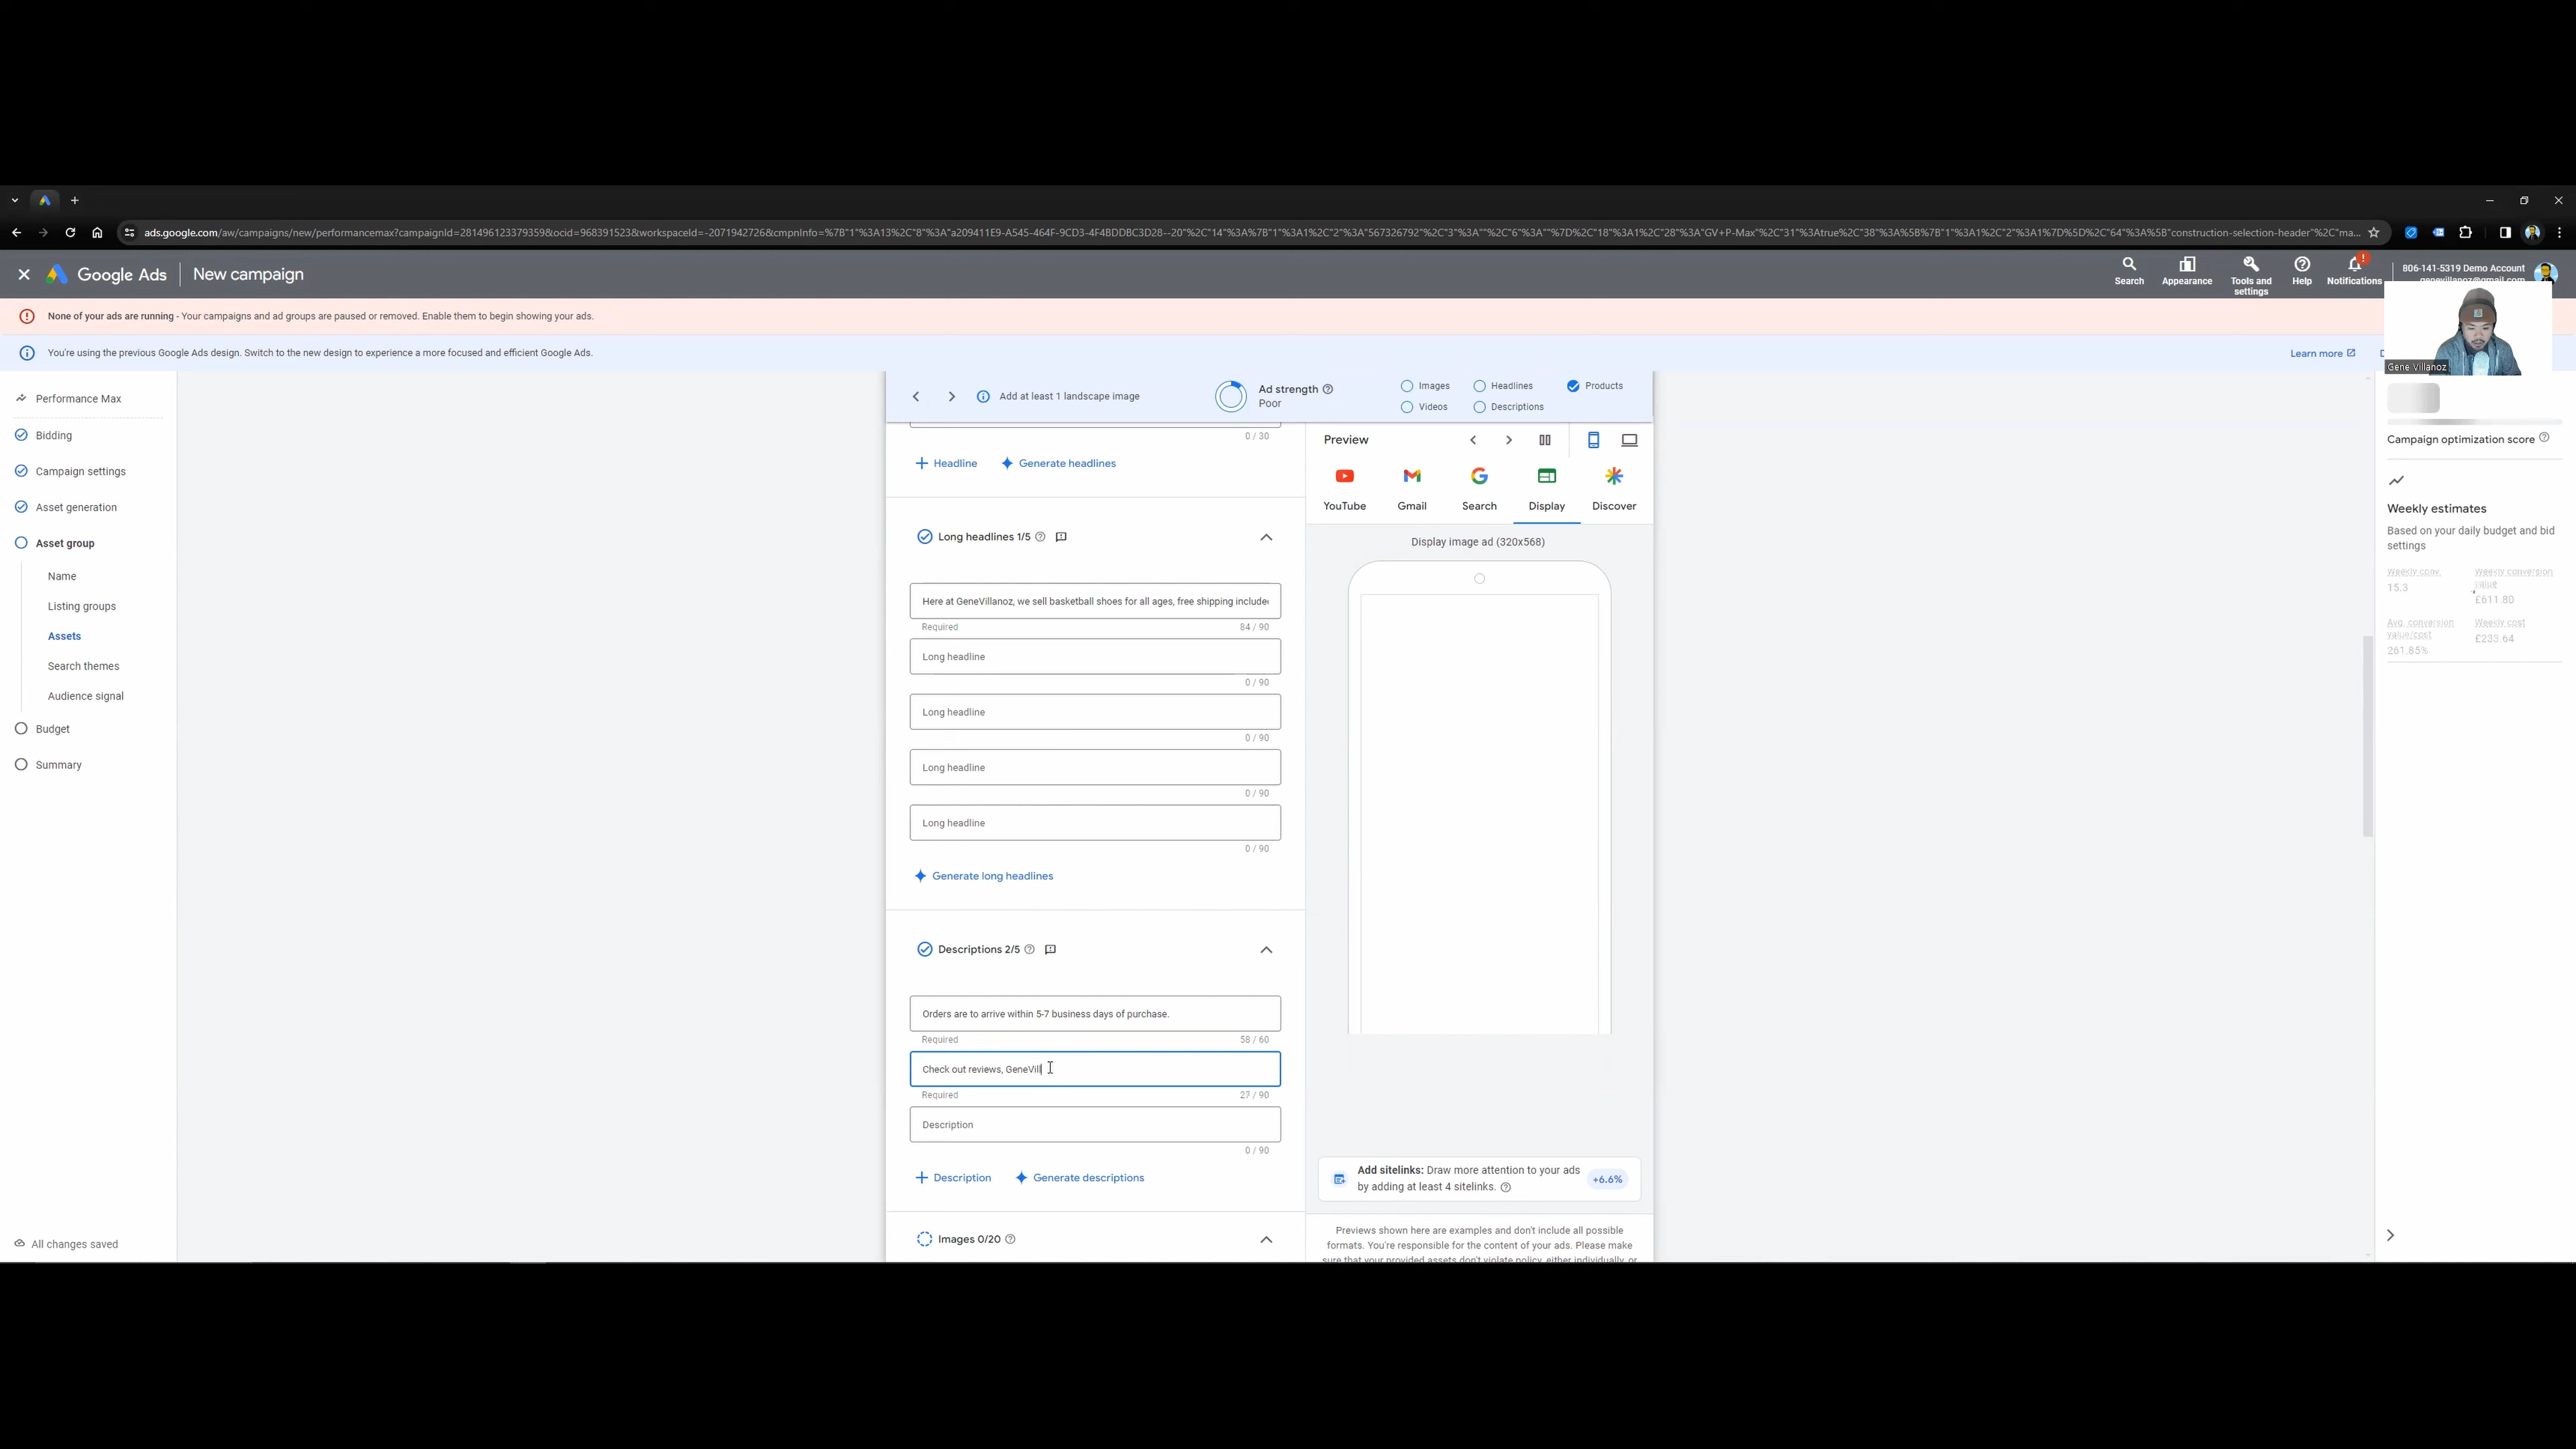 ads.google.com/aw/campaigns/new/performancemax?campaignId=281496123379359&ocid=968391523&workspaceId=-2071942726&cmpnInfo=%7B"1"%3A13%2C"8"%3A"a209411E9-A545-464F-9CD3-4F4BDDBC3D28--20"%2C"14"%3A%7B"1"%3A1%2C"2"%3A"567326792"%2C"3"%3A""%2C"6"%3A""%7D%2C"18"%3A1%2C"28"%3A"GV+P-Max"%2C"31"%3Atrue%2C"38"%3A%5B%7B"1"%3A1%2C"2"%3A1%7D%5D%2C"64"%3A%5B"construction-selection-header"%2C"ma...
Google Ads
New campaign
Search
Appearance
Tools and settings
Help
Notifications
806-141-5319 Demo Account
genevillanoz@gmail.com
None of your ads are running - Your campaigns and ad groups are paused or removed. Enable them to begin showing your ads.
You're using the previous Google Ads design. Switch to the new design to experience a more focused and efficient Google Ads.
Learn more
Gene Villanoz
Performance Max
Bidding
Campaign settings
Asset generation
Asset group
Name
Listing groups
Assets
Search themes
Audience signal
Budget
Summary
All changes saved
Add at least 1 landscape image
Ad strength
Poor
Images
Headlines
Products
Videos
Descriptions
0 / 30
Headline
Generate headlines
Long headlines 1/5
Here at GeneVillanoz, we sell basketball shoes for all ages, free shipping include
Required
84 / 90
Long headline
0 / 90
Long headline
0 / 90
Long headline
0 / 90
Long headline
0 / 90
Generate long headlines
Descriptions 2/5
Orders are to arrive within 5-7 business days of purchase.
Required
58 / 60
Check out reviews, GeneVill
Required
27 / 90
Description
0 / 90
Description
Generate descriptions
Images 0/20
Preview
YouTube
Gmail
Search
Display
Discover
Display image ad (320x568)
Add sitelinks: Draw more attention to your ads
by adding at least 4 sitelinks.
+6.6%
Previews shown here are examples and don't include all possible
formats. You're responsible for the content of your ads. Please make
sure that your provided assets don't violate policy, either individually, or
Campaign optimization score
Weekly estimates
Based on your daily budget and bid
settings
Weekly conv.
15.3
Weekly conversion
value
£611.80
Avg. conversion
value/cost
261.85%
Weekly cost
£233.64